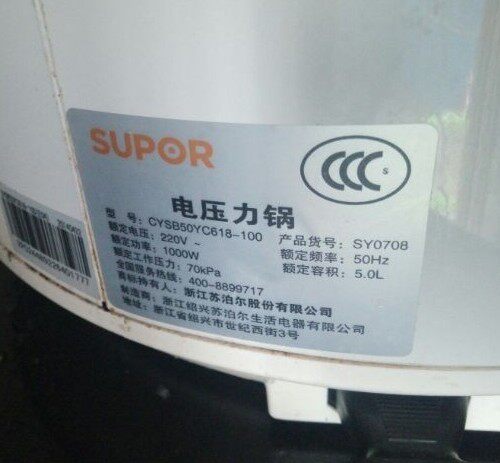 SUPOR
CCC S
电压力锅
型 号: CYSB50YC618-100 产品货号: SY0708
额定电压: 220V ~ 额定频率: 50Hz
额定功率: 1000W 额定容积: 5.0L
额定工作压力: 70kPa
全国服务热线: 400-8899717
商标持有人: 浙江苏泊尔股份有限公司
制造商: 浙江绍兴苏泊尔生活电器有限公司
地址: 浙江省绍兴市世纪西街3号